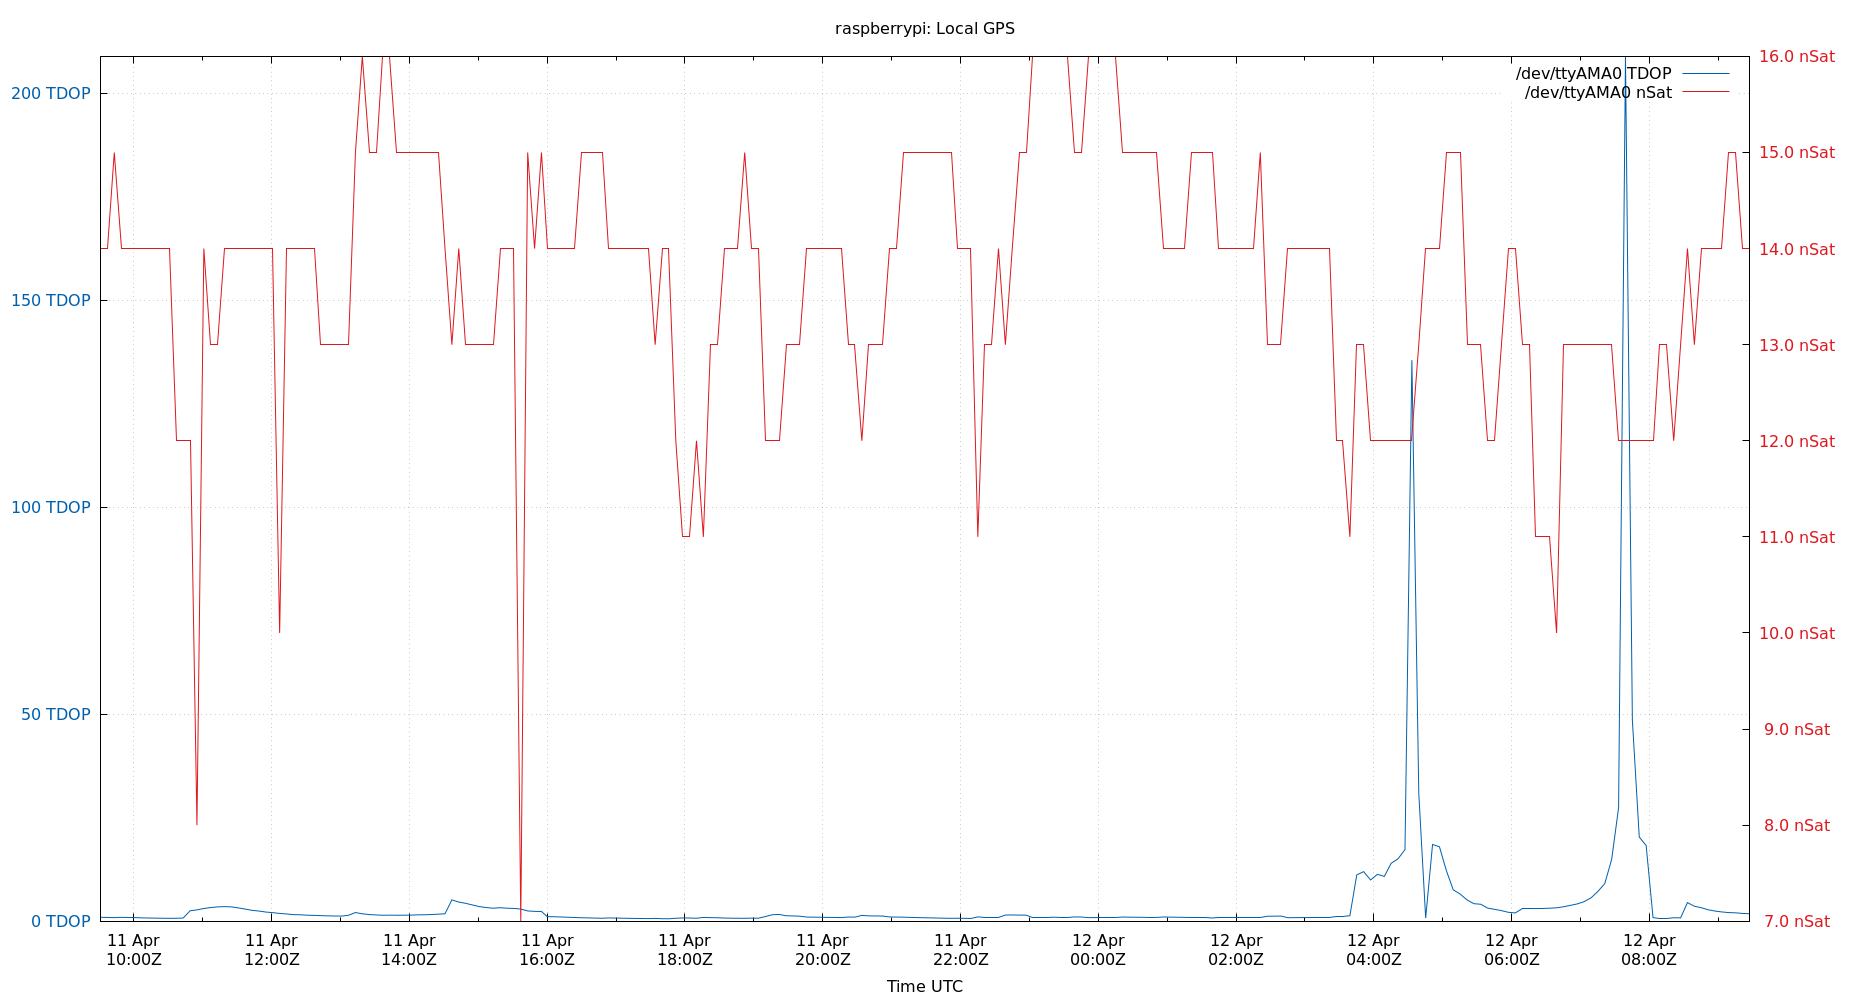 raspberrypi: Local GPS
/dev/ttyAMA0 TDOP
/dev/ttyAMA0 nSat
200 TDOP
150 TDOP
100 TDOP
50 TDOP
0 TDOP
16.0 nSat
15.0 nSat
14.0 nSat
13.0 nSat
12.0 nSat
11.0 nSat
10.0 nSat
9.0 nSat
8.0 nSat
7.0 nSat
11 Apr
10:00Z
11 Apr
12:00Z
11 Apr
14:00Z
11 Apr
16:00Z
11 Apr
18:00Z
11 Apr
20:00Z
11 Apr
22:00Z
12 Apr
00:00Z
12 Apr
02:00Z
12 Apr
04:00Z
12 Apr
06:00Z
12 Apr
08:00Z
Time UTC